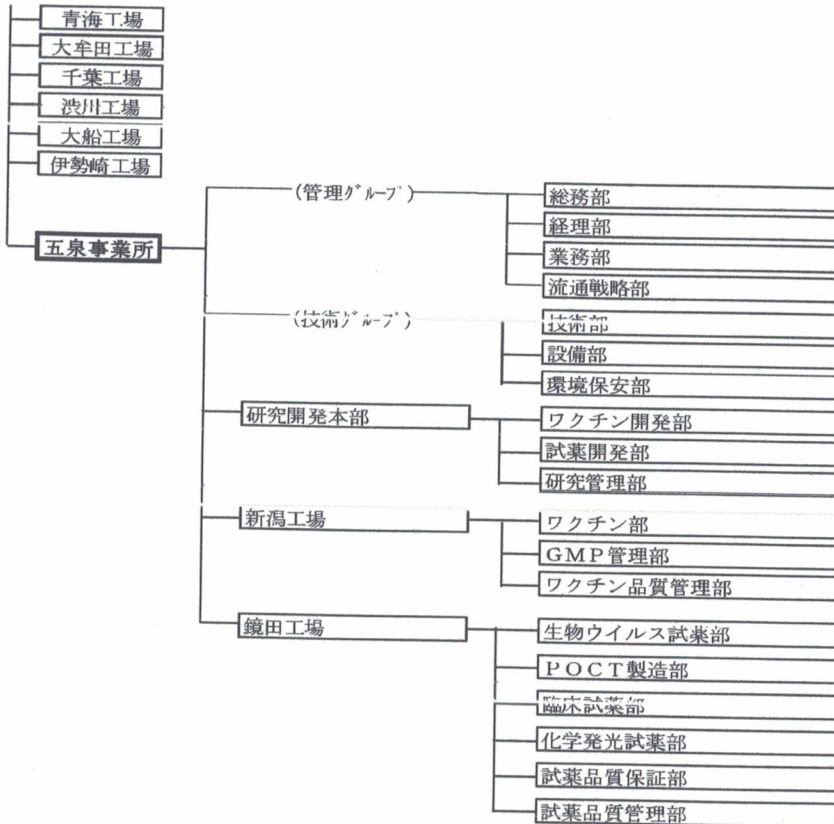 青海工場
大牟田工場
千葉工場
渋川工場
大船工場
伊勢崎工場
五泉事業所
(管理グループ)
総務部
経理部
業務部
流通戦略部
(技術グループ)
技術部
設備部
環境保安部
研究開発本部
ワクチン開発部
試薬開発部
研究管理部
新潟工場
ワクチン部
GMP管理部
ワクチン品質管理部
鏡田工場
生物ウイルス試薬部
POCT製造部
臨床試薬部
化学発光試薬部
試薬品質保証部
試薬品質管理部